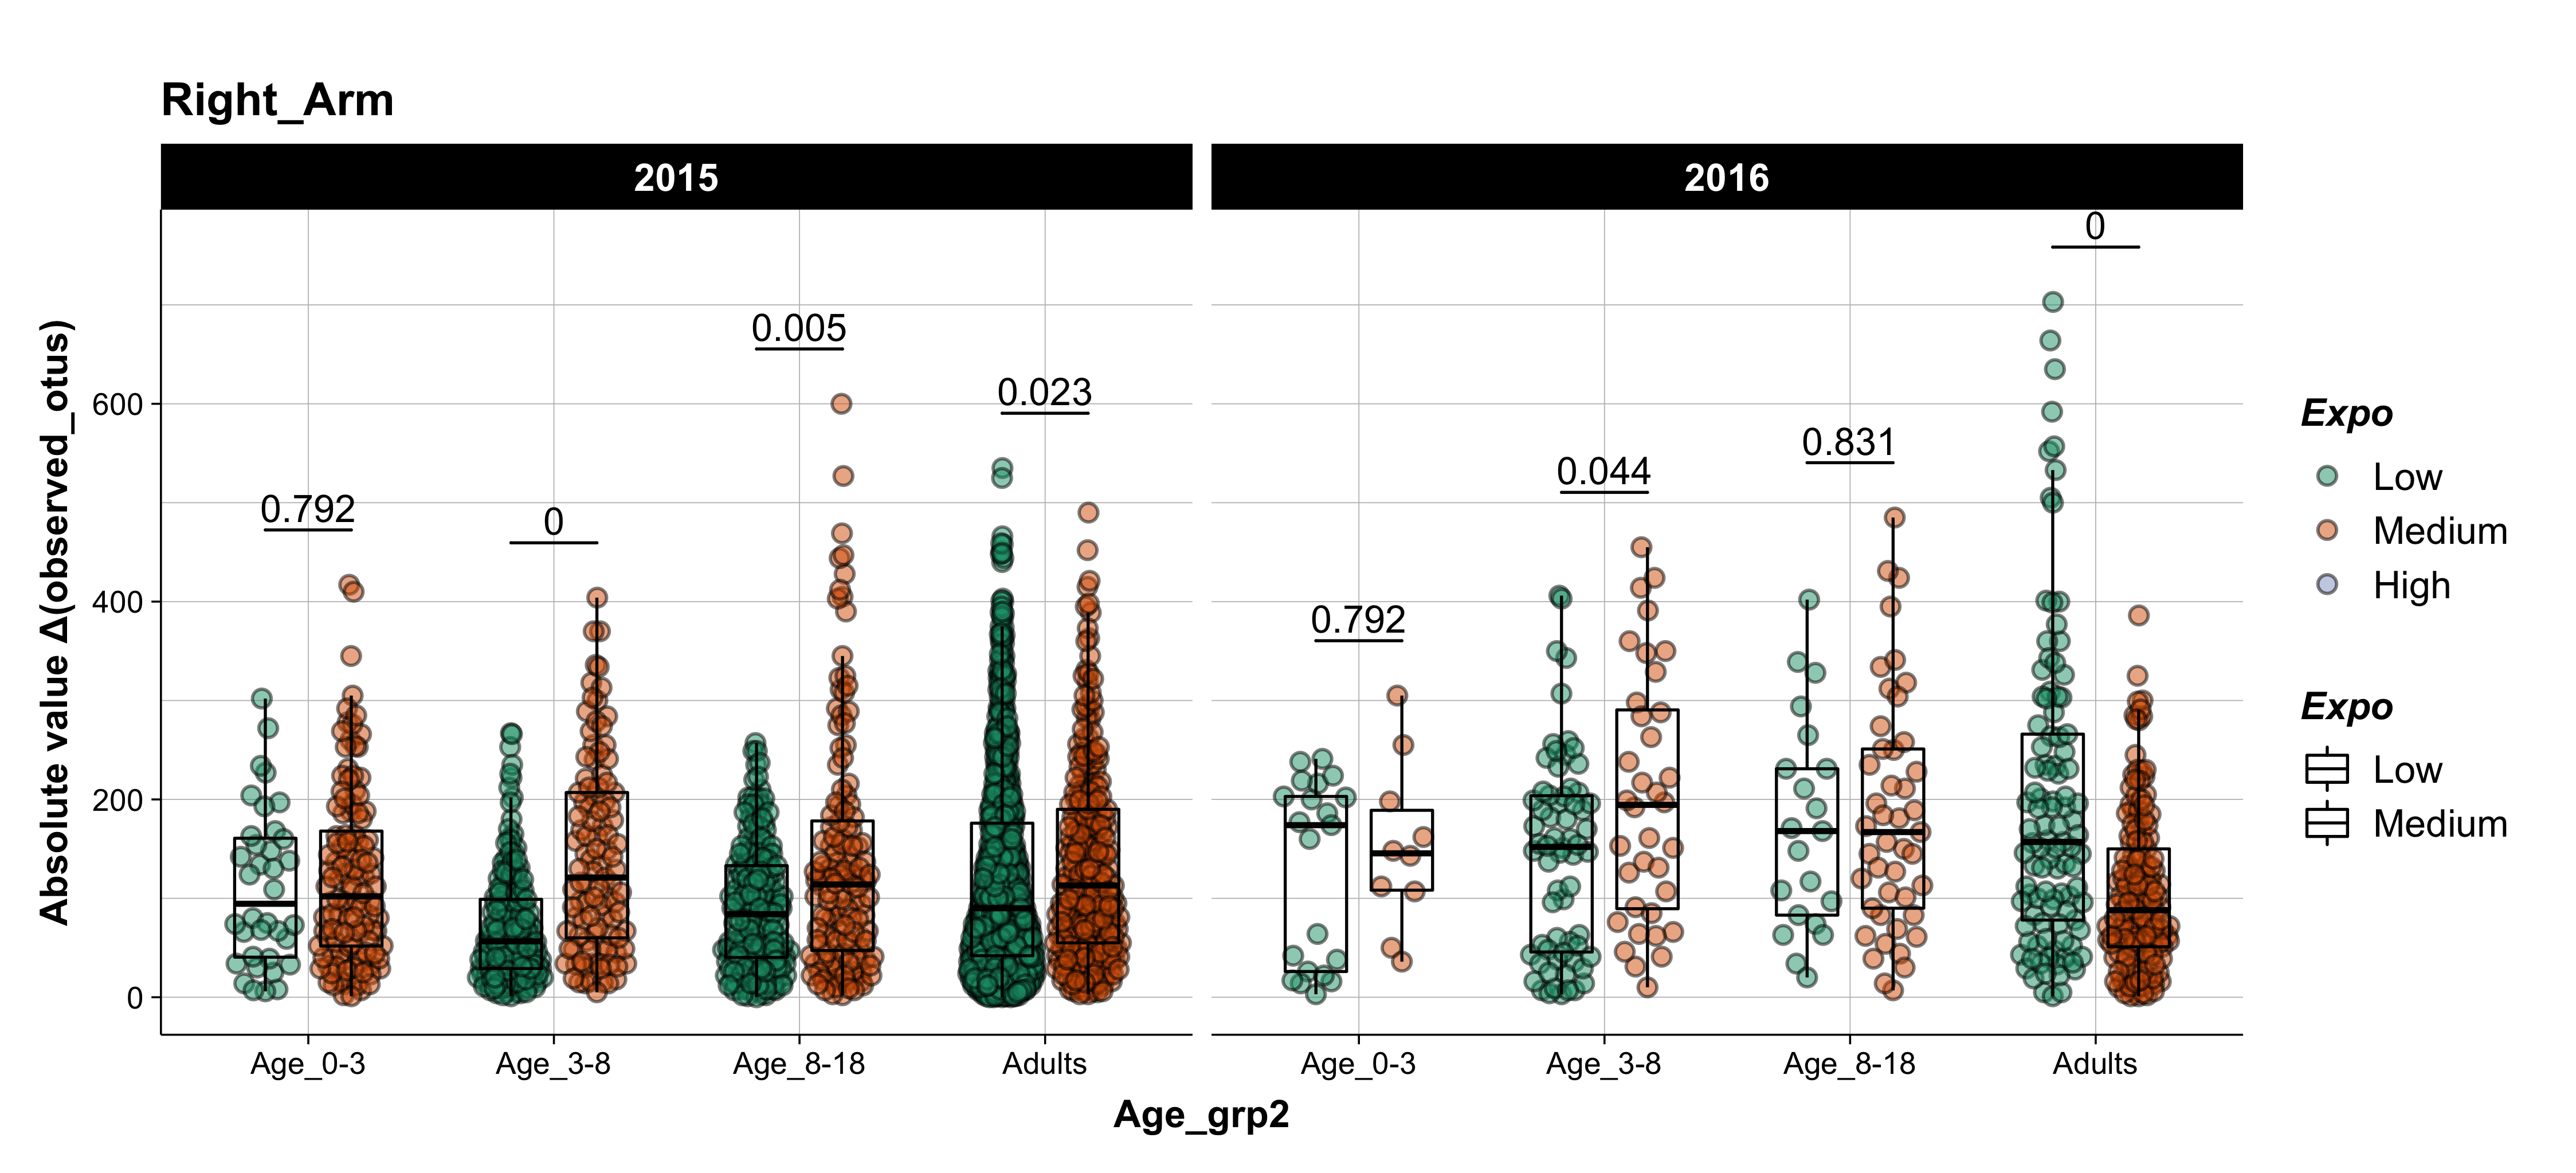 Right_Arm
2015
2016
Absolute value Δ(observed_otus)
600
400
200
0
0.792
0
0.005
0.023
0.792
0.044
0.831
0
Age_0-3
Age_3-8
Age_8-18
Adults
Age_0-3
Age_3-8
Age_8-18
Adults
Age_grp2
Expo
Low
Medium
High
Expo
Low
Medium